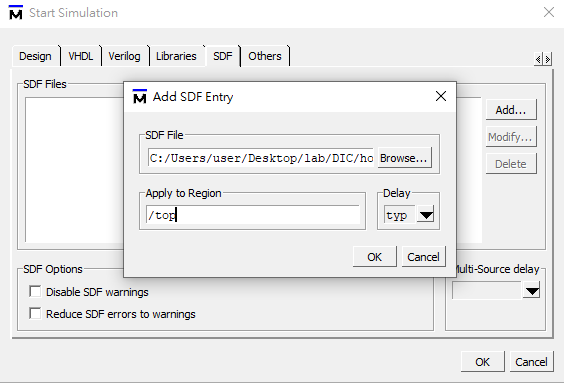 Start Simulation
Design VHDL Verilog Libraries SDF Others
SDF Files
Add...
Modify...
Delete
Add SDF Entry
SDF File
C:/Users/user/Desktop/lab/DIC/ho
Browse...
Apply to Region
/top
Delay
typ
OK Cancel
SDF Options
Disable SDF warnings
Reduce SDF errors to warnings
Multi-Source delay
OK Cancel